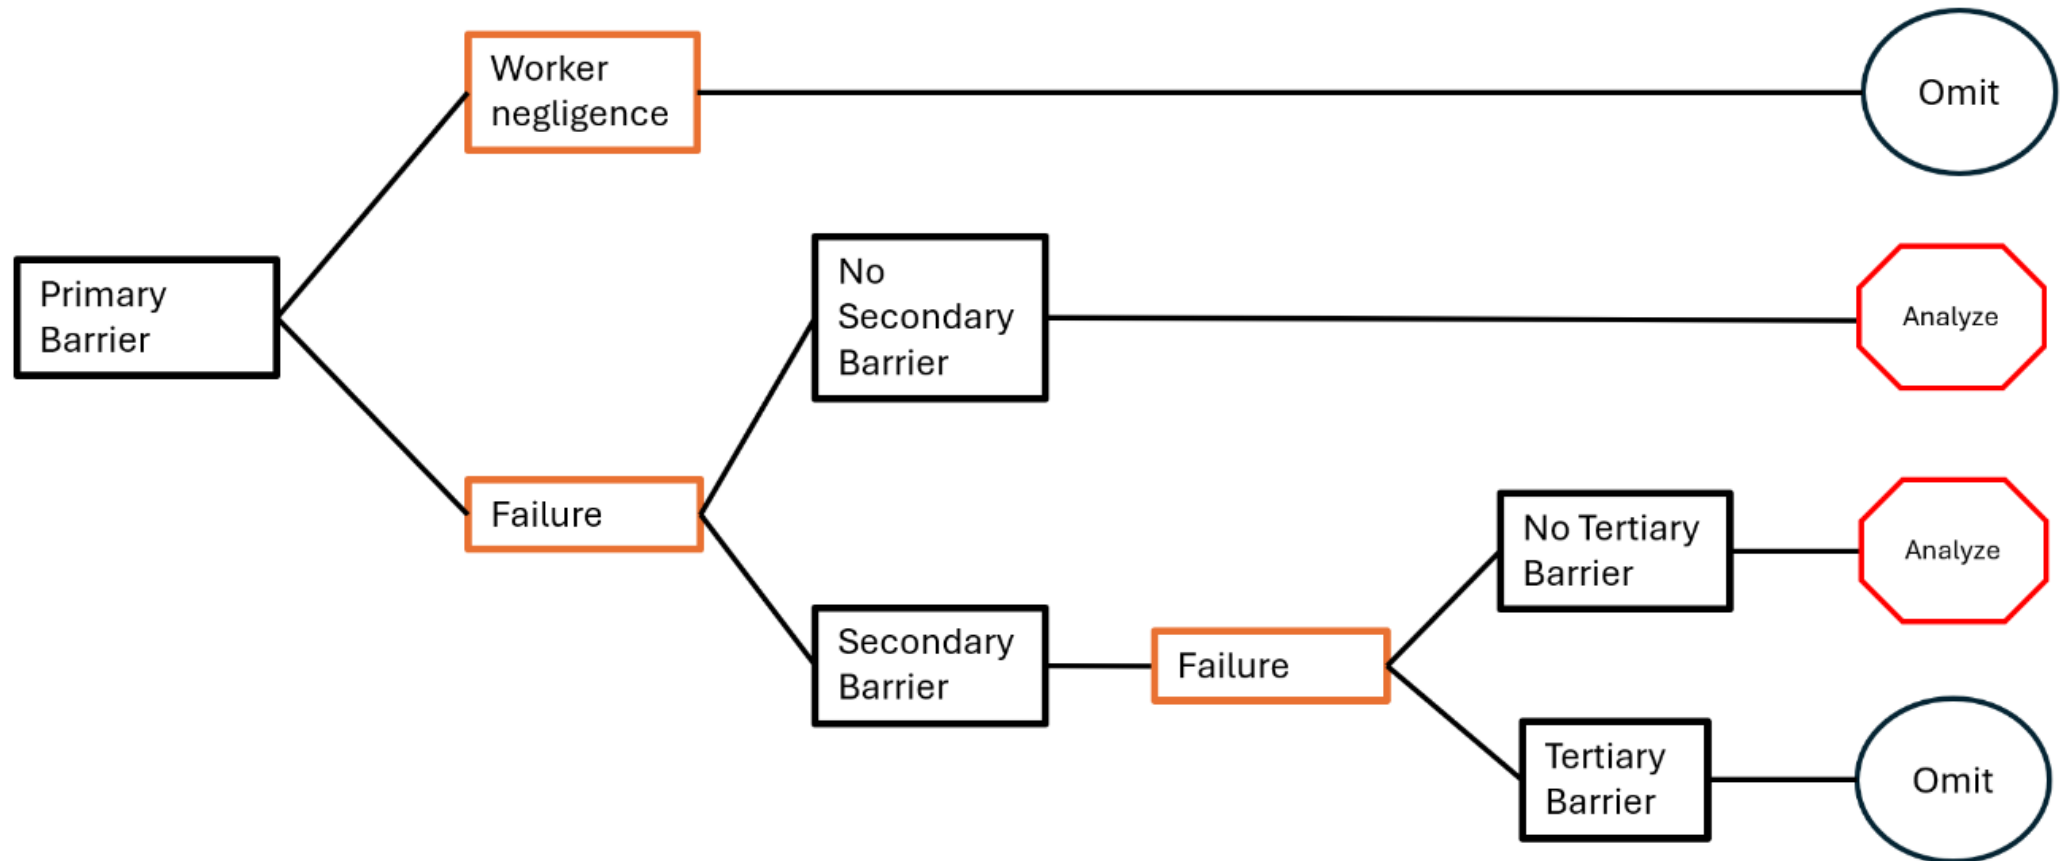 Worker
negligence
Omit
Primary
Barrier
No
Secondary
Barrier
Analyze
Failure
No Tertiary
Barrier
Analyze
Secondary
Barrier
Failure
Tertiary
Barrier
Omit